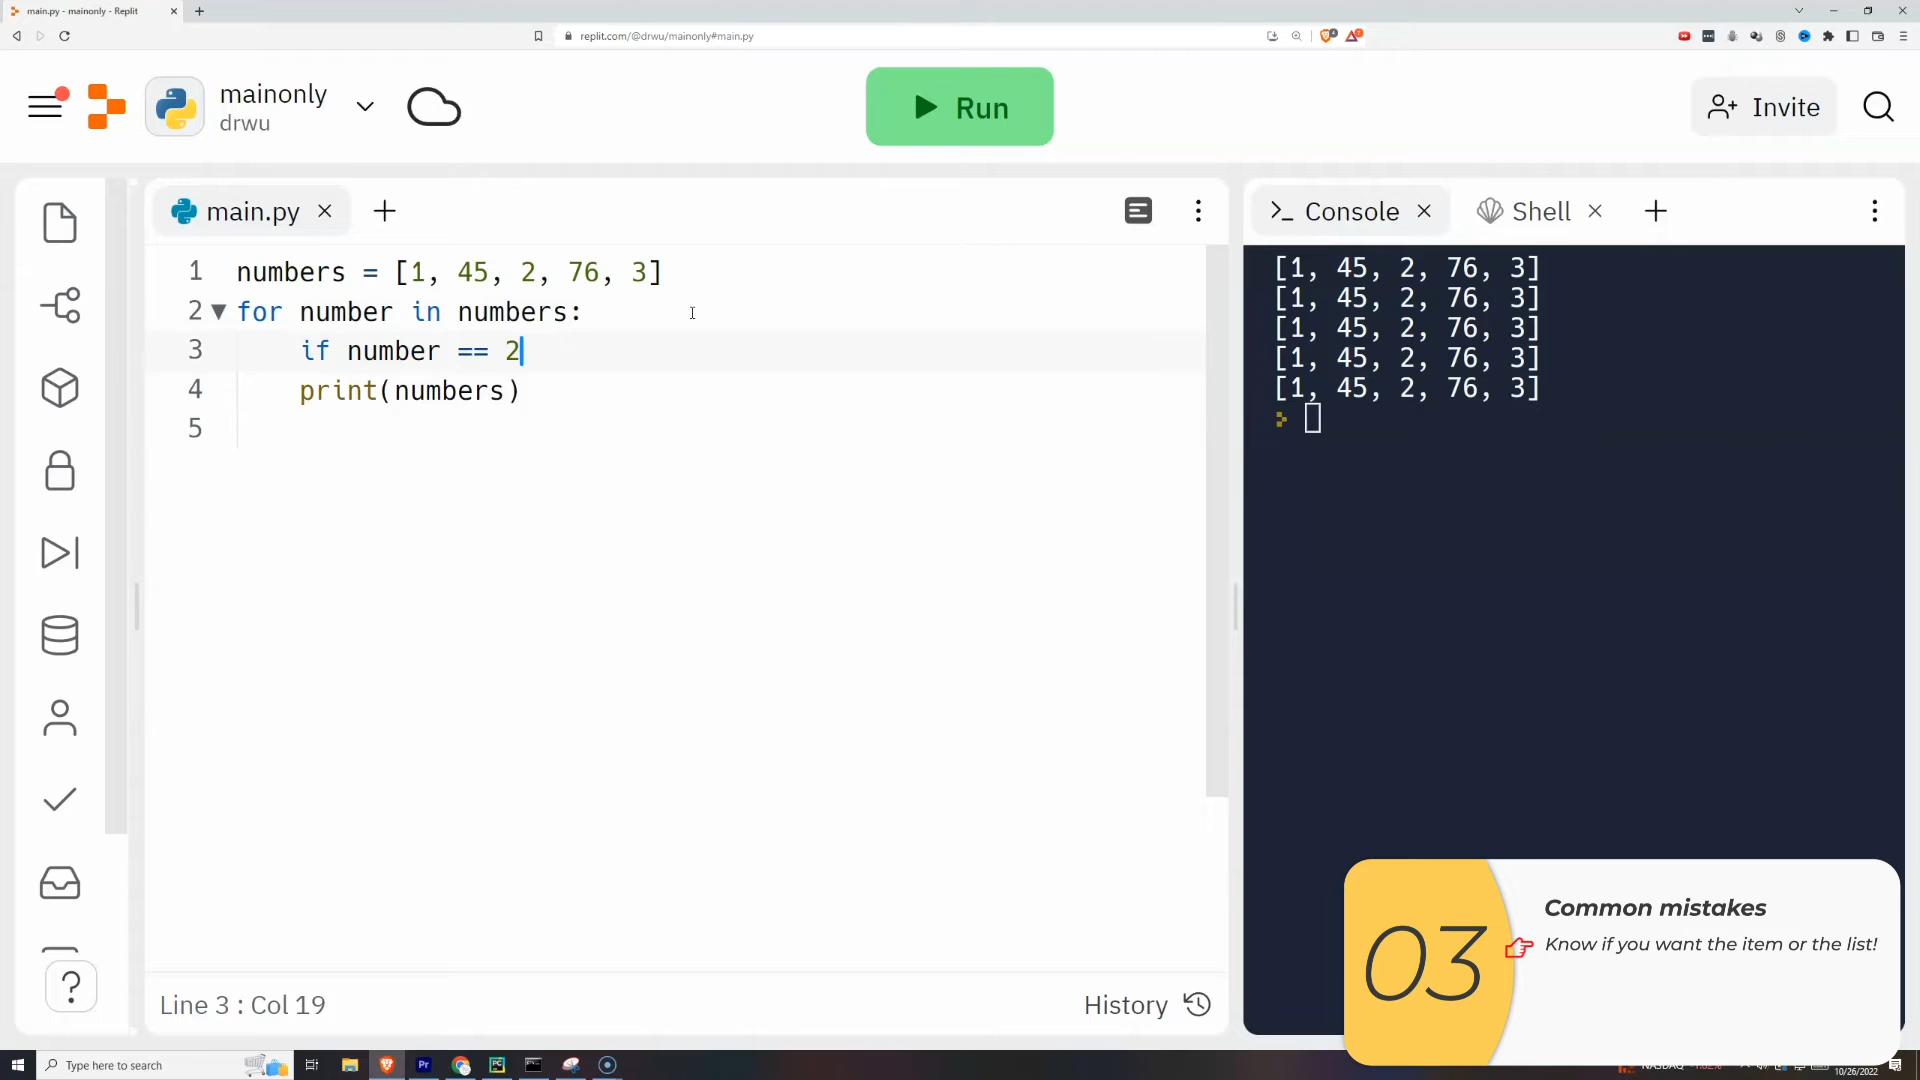 main.py - mainonly - Replit
replit.com/@drwu/mainonly#main.py
mainonly
drwu
Run
Invite
main.py
Console
Shell
1 numbers = [1, 45, 2, 76, 3]
2 for number in numbers:
3 if number == 2
4 print(numbers)
5
[1, 45, 2, 76, 3]
[1, 45, 2, 76, 3]
[1, 45, 2, 76, 3]
[1, 45, 2, 76, 3]
[1, 45, 2, 76, 3]
Line 3 : Col 19
History
03
Common mistakes
Know if you want the item or the list!
?
Type here to search
Pr
PC
10/26/2022